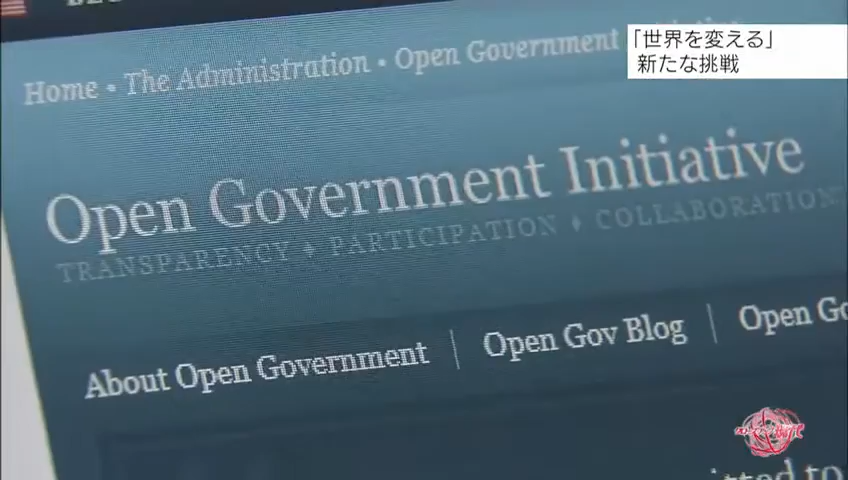 「世界を変える」
新たな挑戦
Home • The Administration • Open Government
Open Government Initiative
TRANSPARENCY ♦ PARTICIPATION ♦ COLLABORATION
About Open Government | Open Gov Blog | Open